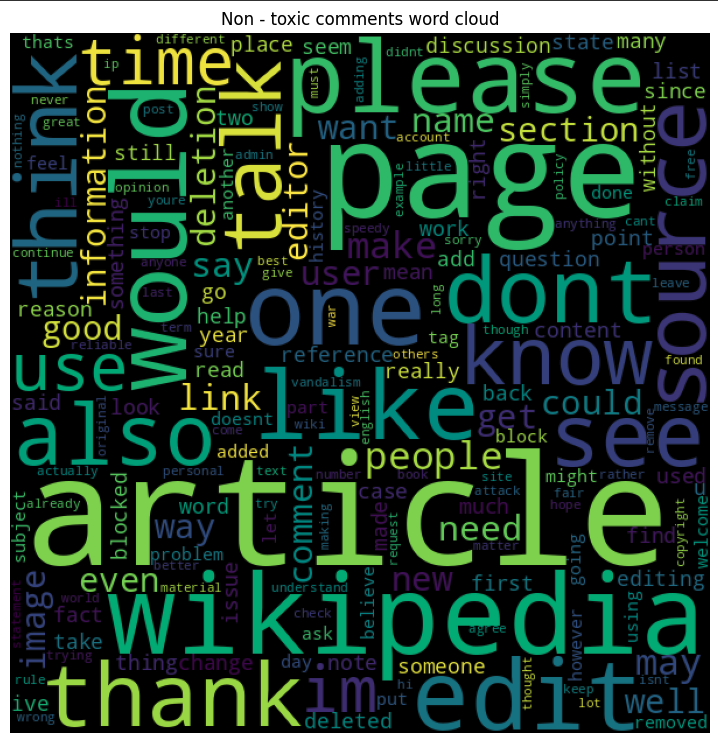 Non - toxic comments word cloud
thats
different
place
seem
discussion
state
many
time
ip
please
didnt
list
since
think
never
great
nothing
feel
information
would
post
two
talk
show
must
want
adding
name
account
simply
section
without
source
free
claim
still
opinion
youre
deletion
another
admin
editor
history
page
example
little
right
policy
done
ill
something
stop
speedy
make
sorry
work
anything
cant
point
person
continue
anyone
say
best
give
user
mean
add
question
leave
reason
last
go
one
war
long
dont
good
term
help
year
sure
reliable
tag
though
content
know
found
use
read
reference
others
really
said
look
link
vandalism
like
back
could
see
message
also
original
doesnt
come
part
wiki
view
english
get
block
remove
added
people
actually
personal
text
number
book
site
might
rather
used
u
article
already
subject
blocked
word
try
let
comment
making
case
made
request
much
attack
need
matter
fair
hope
find
copyright
welcome
way
problem
better
even
material
issue
understand
believe
new
first
going
editing
image
world
statement
fact
wikipedia
check
ask
agree
using
take
trying
thing
change
day
note
someone
however
may
isnt
rule
ive
wrong
thank
im
put
hi
edit
thought
keep
lot
well
deleted
removed